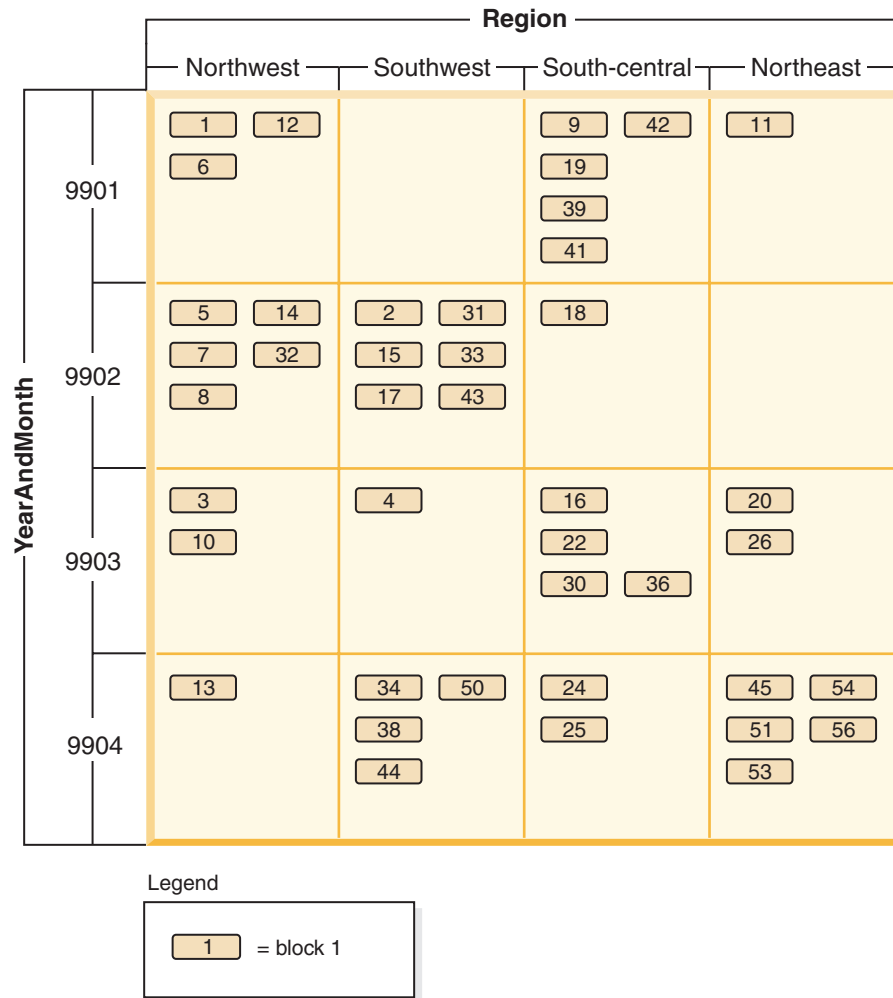 Region
Northwest Southwest South-central Northeast
YearAndMonth
9901
1 12 9 42 11
6 19
39
41
9902
5 14 2 31 18
7 32 15 33
8 17 43
9903
3 4 16 20
10 22 26
30 36
9904
13 34 50 24 45 54
38 25 51 56
44 53
Legend
1 = block 1